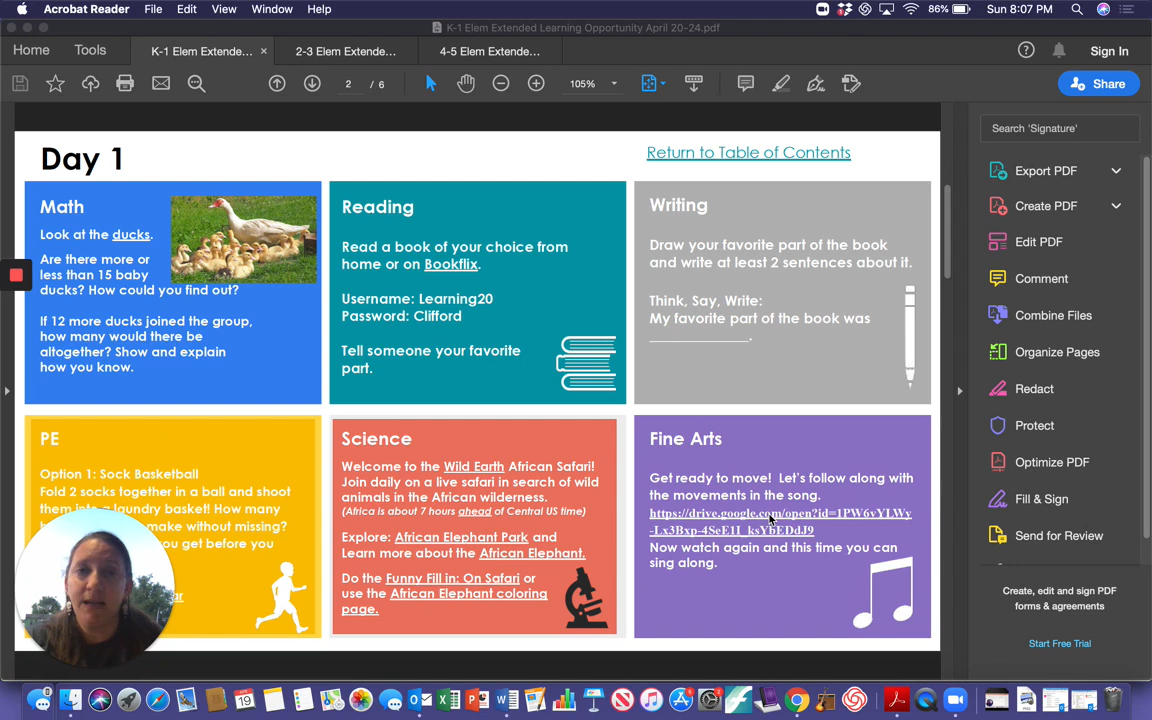 Acrobat Reader File Edit View Window Help
86% Sun 8:07 PM
K-1 Elem Extended Learning Opportunity April 20-24.pdf
Home Tools K-1 Elem Extende... × 2-3 Elem Extende... 4-5 Elem Extende... Sign In
2 / 6 105% Share
Day 1
Return to Table of Contents
Math
Look at the ducks.
Are there more or
less than 15 baby
ducks? How could you find out?
If 12 more ducks joined the group,
how many would there be
altogether? Show and explain
how you know.
Reading
Read a book of your choice from
home or on Bookflix.
Username: Learning20
Password: Clifford
Tell someone your favorite
part.
Writing
Draw your favorite part of the book
and write at least 2 sentences about it.
Think, Say, Write:
My favorite part of the book was
____________.
PE
Option 1: Sock Basketball
Fold 2 socks together in a ball and shoot
them into a laundry basket! How many
make without missing?
you get before you
Science
Welcome to the Wild Earth African Safari!
Join daily on a live safari in search of wild
animals in the African wilderness.
(Africa is about 7 hours ahead of Central US time)
Explore: African Elephant Park and
Learn more about the African Elephant.
Do the Funny Fill in: On Safari or
use the African Elephant coloring
page.
Fine Arts
Get ready to move! Let's follow along with
the movements in the song.
https://drive.google.com/open?id=1PW6vYLWy
-Lx3Bxp-4SeE1I_ksYbEDdJ9
Now watch again and this time you can
sing along.
Search 'Signature'
Export PDF
Create PDF
Edit PDF
Comment
Combine Files
Organize Pages
Redact
Protect
Optimize PDF
Fill & Sign
Send for Review
Create, edit and sign PDF
forms & agreements
Start Free Trial